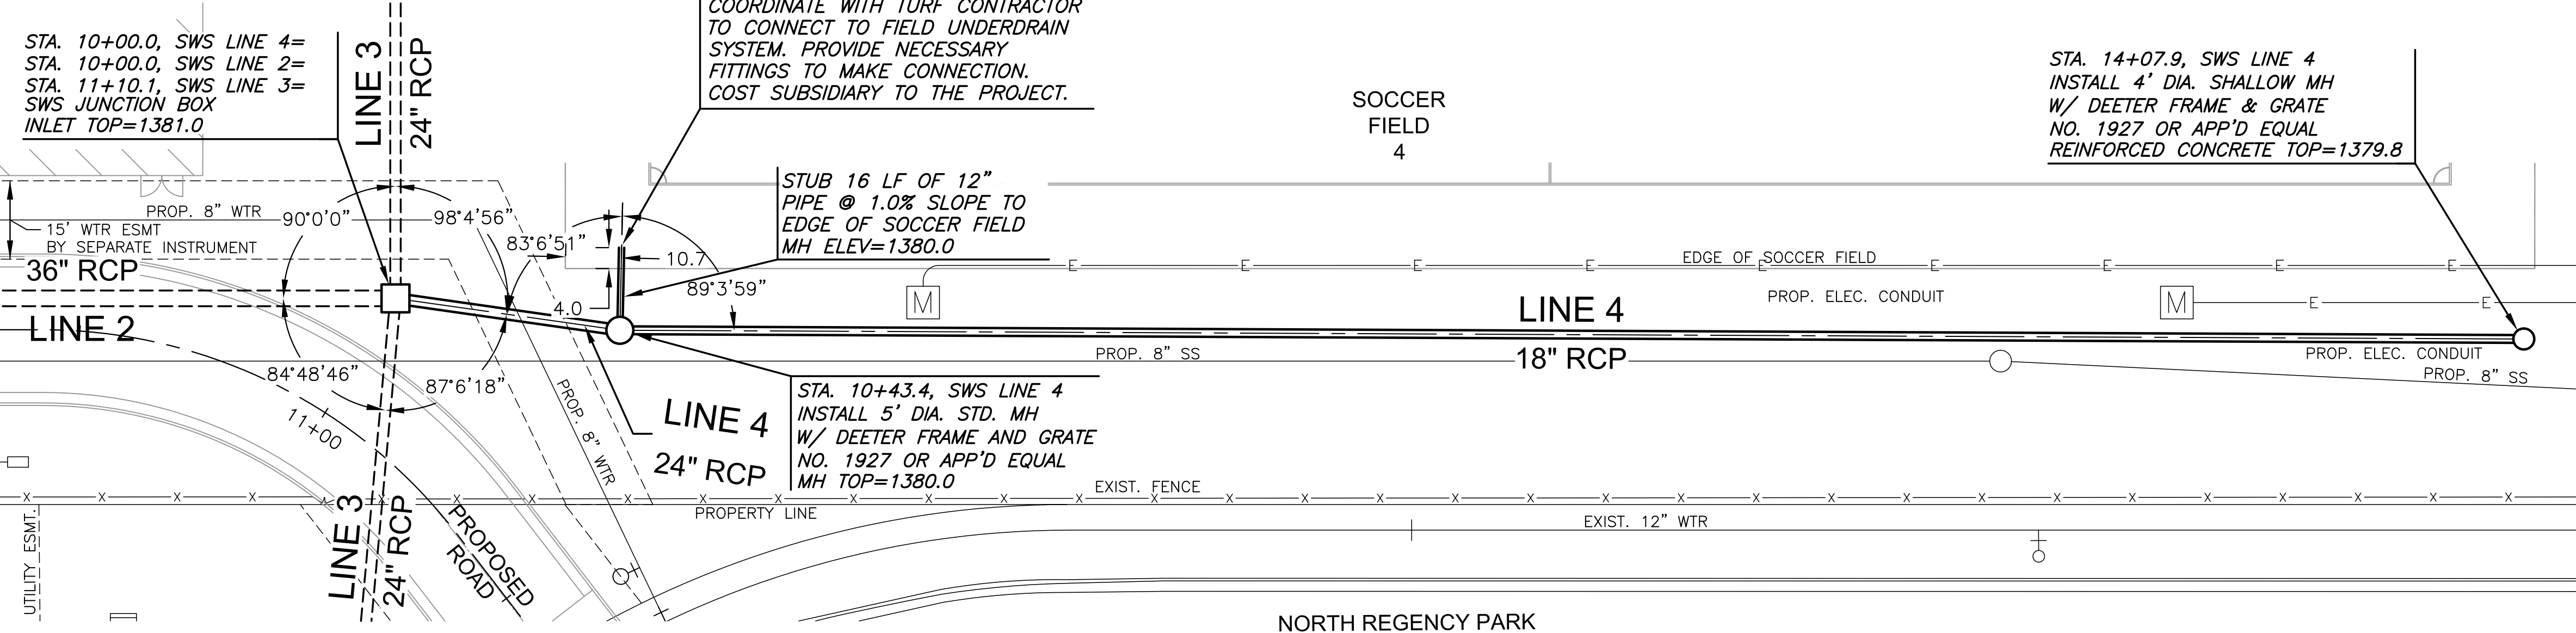 STA. 10+00.0, SWS LINE 4=
STA. 10+00.0, SWS LINE 2=
STA. 11+10.1, SWS LINE 3=
SWS JUNCTION BOX
INLET TOP=1381.0
LINE 3
24" RCP
COORDINATE WITH TURF CONTRACTOR
TO CONNECT TO FIELD UNDERDRAIN
SYSTEM. PROVIDE NECESSARY
FITTINGS TO MAKE CONNECTION.
COST SUBSIDIARY TO THE PROJECT.
SOCCER
FIELD
4
STA. 14+07.9, SWS LINE 4
INSTALL 4' DIA. SHALLOW MH
W/ DEETER FRAME & GRATE
NO. 1927 OR APP'D EQUAL
REINFORCED CONCRETE TOP=1379.8
STUB 16 LF OF 12"
PIPE @ 1.0% SLOPE TO
EDGE OF SOCCER FIELD
MH ELEV=1380.0
PROP. 8" WTR
15' WTR ESMT
BY SEPARATE INSTRUMENT
90°0'0"
98°4'56"
83°6'51"
10.7
89°3'59"
4.0
36" RCP
LINE 2
84°48'46"
87°6'18"
11+00
E E E E E E E E E
EDGE OF SOCCER FIELD
PROP. ELEC. CONDUIT
M
M
E E
LINE 4
18" RCP
PROP. 8" SS
PROP. ELEC. CONDUIT
PROP. 8" SS
PROP. 8" WTR
LINE 4
24" RCP
STA. 10+43.4, SWS LINE 4
INSTALL 5' DIA. STD. MH
W/ DEETER FRAME AND GRATE
NO. 1927 OR APP'D EQUAL
MH TOP=1380.0
EXIST. FENCE
PROPERTY LINE
EXIST. 12" WTR
UTILITY ESMT.
LINE 3
24" RCP
PROPOSED
ROAD
NORTH REGENCY PARK